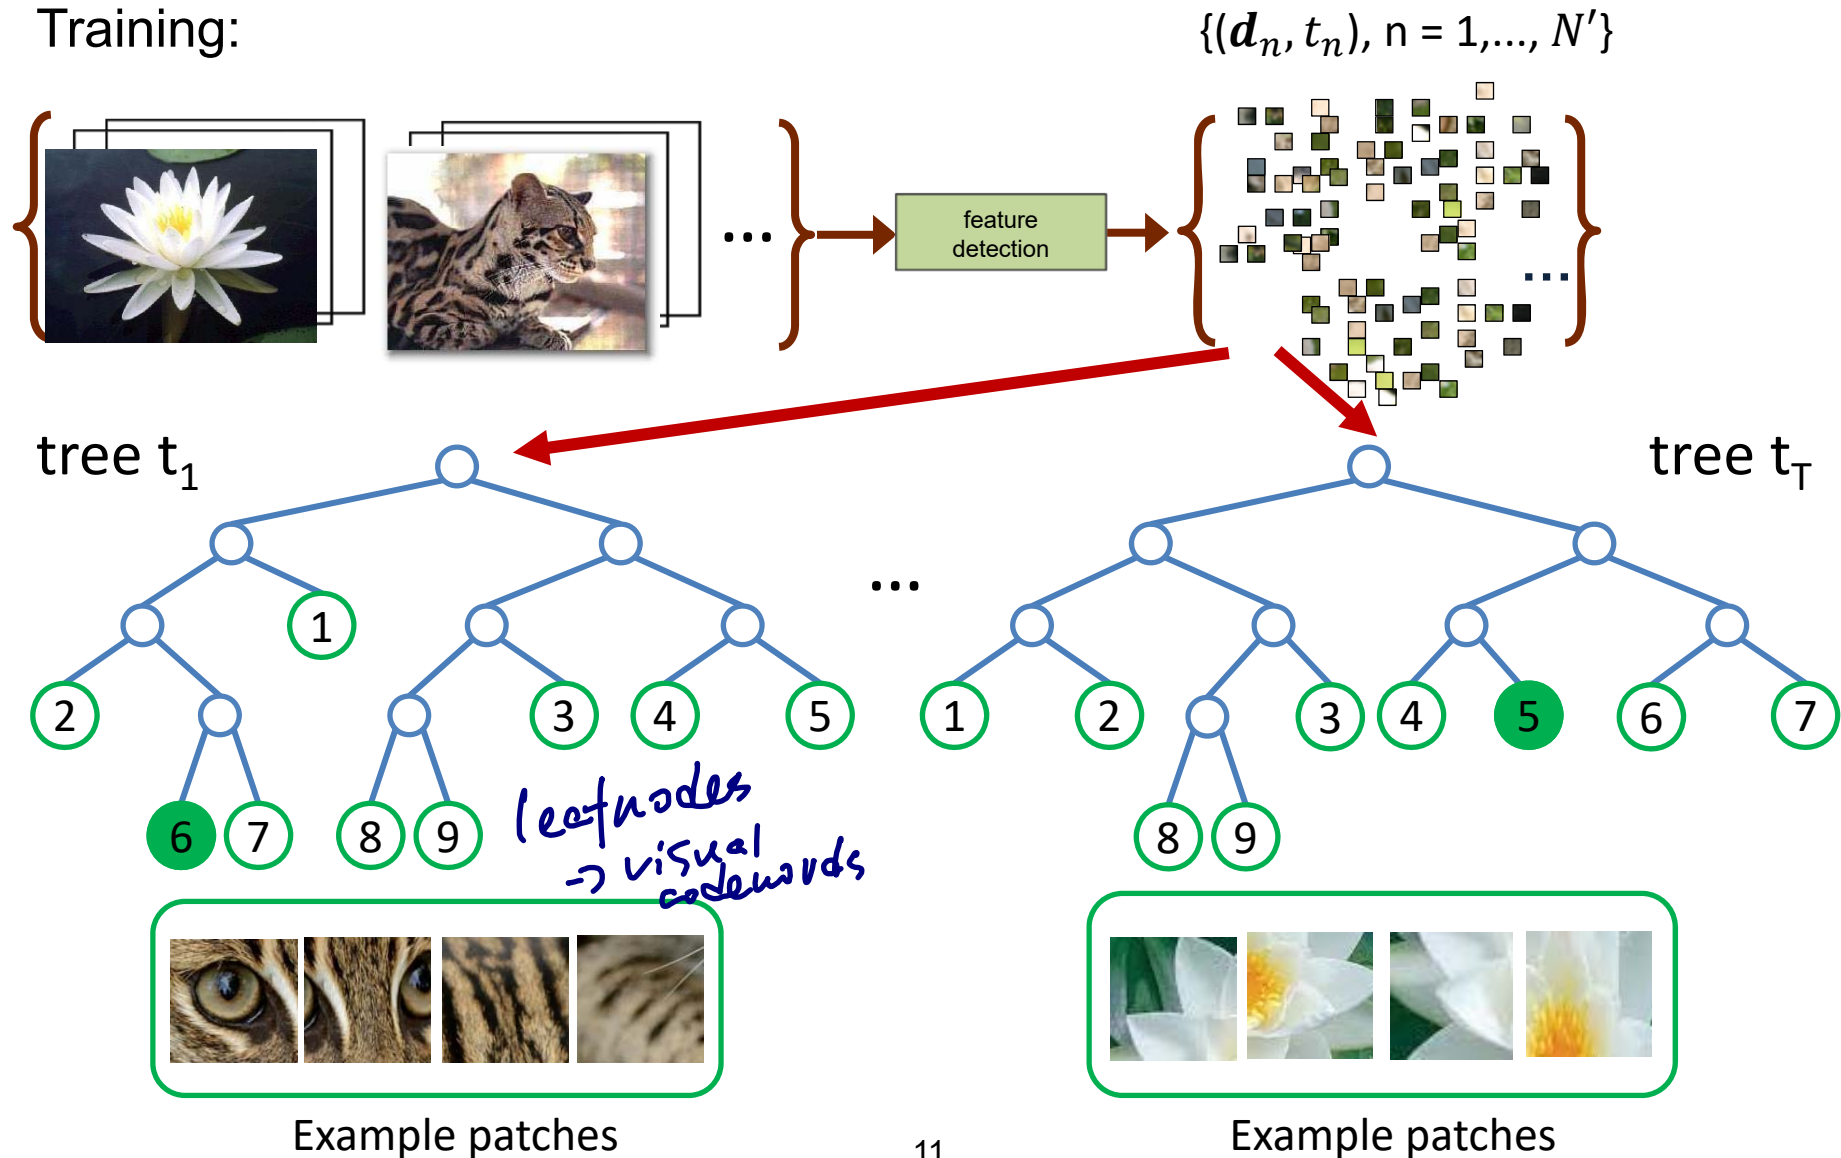 Training:
{(𝒅ₙ, tₙ), n = 1,..., N′}
...
feature
detection
...
tree t₁
tree t_T
...
1
2
3
4
5
1
2
3
4
5
6
7
6
7
8
9
8
9
leafnodes
-> visual
codewords
Example patches
11
Example patches